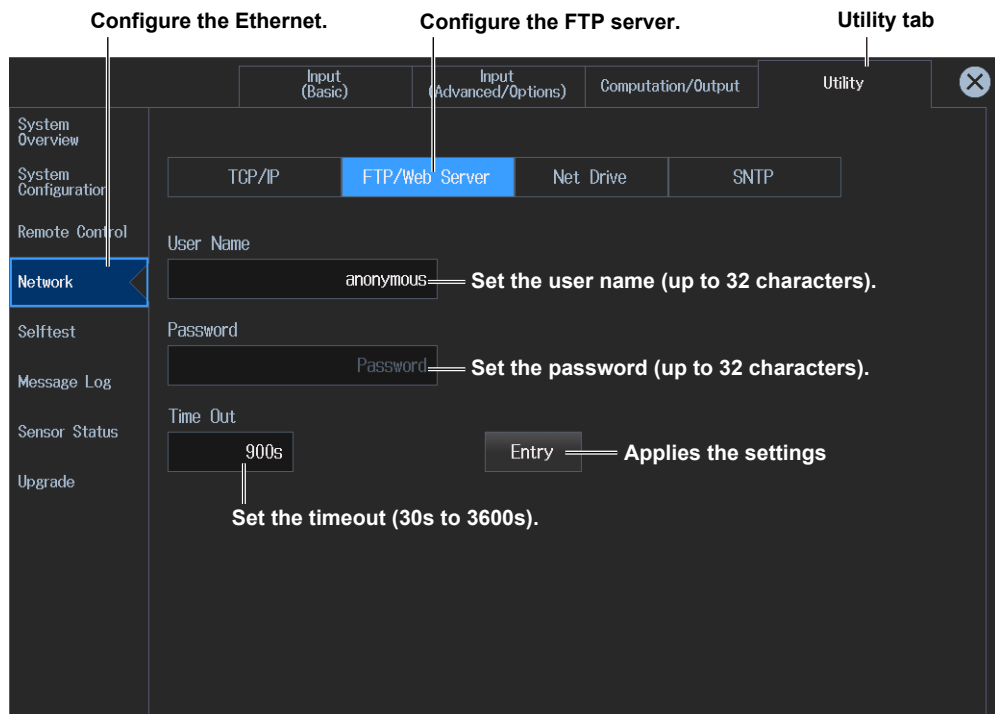 Configure the Ethernet.
Configure the FTP server.
Utility tab
Input
(Basic)
Input
(Advanced/Options)
Computation/Output
Utility
System
Overview
System
Configuration
Remote Control
Network
Selftest
Message Log
Sensor Status
Upgrade
TCP/IP
FTP/Web Server
Net Drive
SNTP
User Name
anonymous
Set the user name (up to 32 characters).
Password
Password
Set the password (up to 32 characters).
Time Out
900s
Entry
Applies the settings
Set the timeout (30s to 3600s).